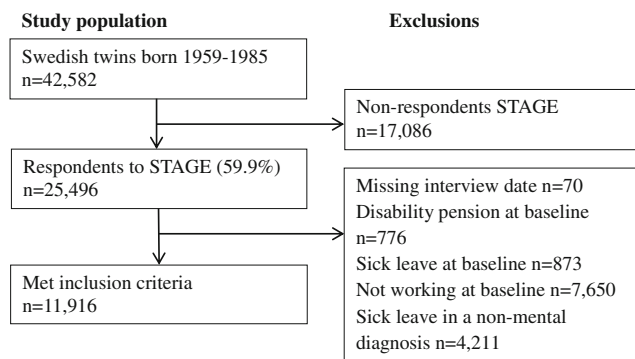 Study population
Exclusions
Swedish twins born 1959-1985
n=42,582
Non-respondents STAGE
n=17,086
Respondents to STAGE (59.9%)
n=25,496
Missing interview date n=70
Disability pension at baseline
n=776
Sick leave at baseline n=873
Not working at baseline n=7,650
Sick leave in a non-mental
diagnosis n=4,211
Met inclusion criteria
n=11,916